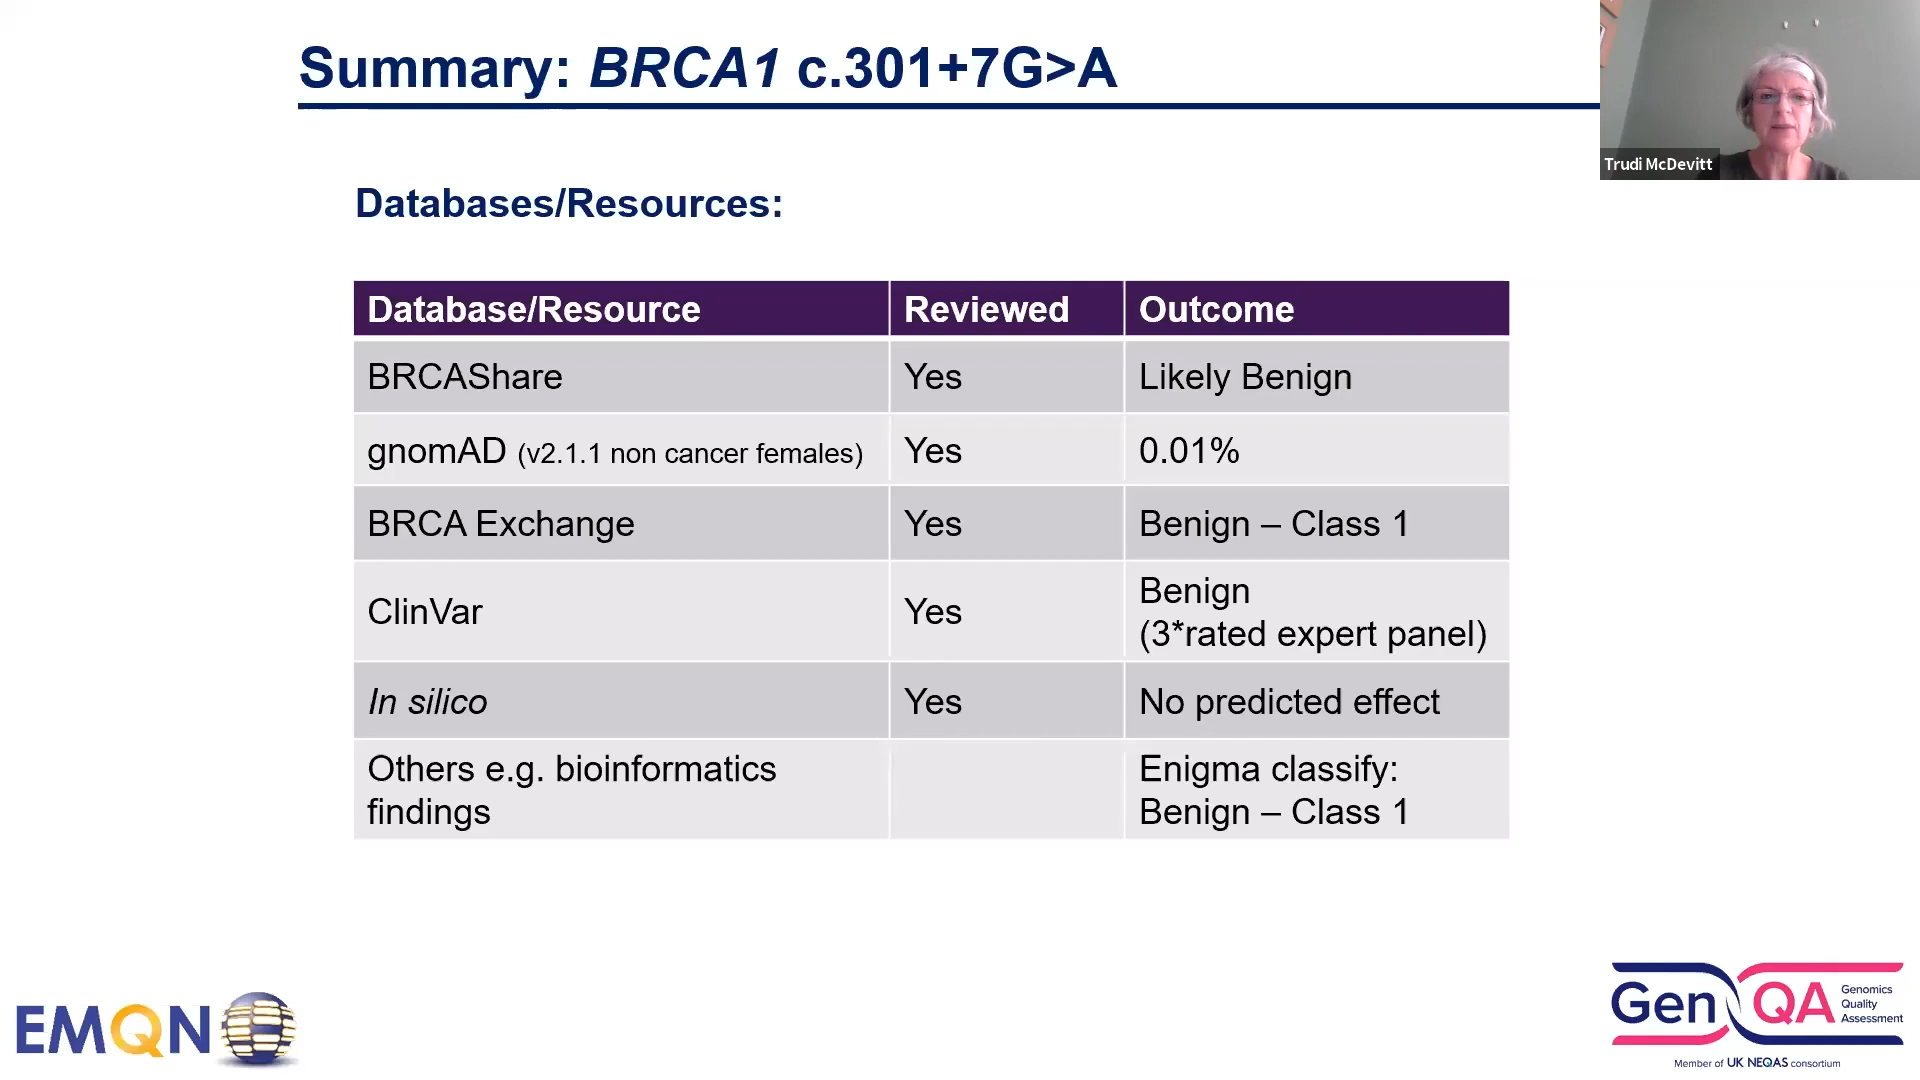 Summary: BRCA1 c.301+7G>A
Trudi McDevitt
Databases/Resources:
Database/Resource Reviewed Outcome
BRCAShare Yes Likely Benign
gnomAD (v2.1.1 non cancer females) Yes 0.01%
BRCA Exchange Yes Benign – Class 1
ClinVar Yes Benign
(3*rated expert panel)
In silico Yes No predicted effect
Others e.g. bioinformatics
findings
Enigma classify:
Benign – Class 1
EMQN
GenQA
Genomics
Quality
Assessment
Member of UK NEQAS consortium